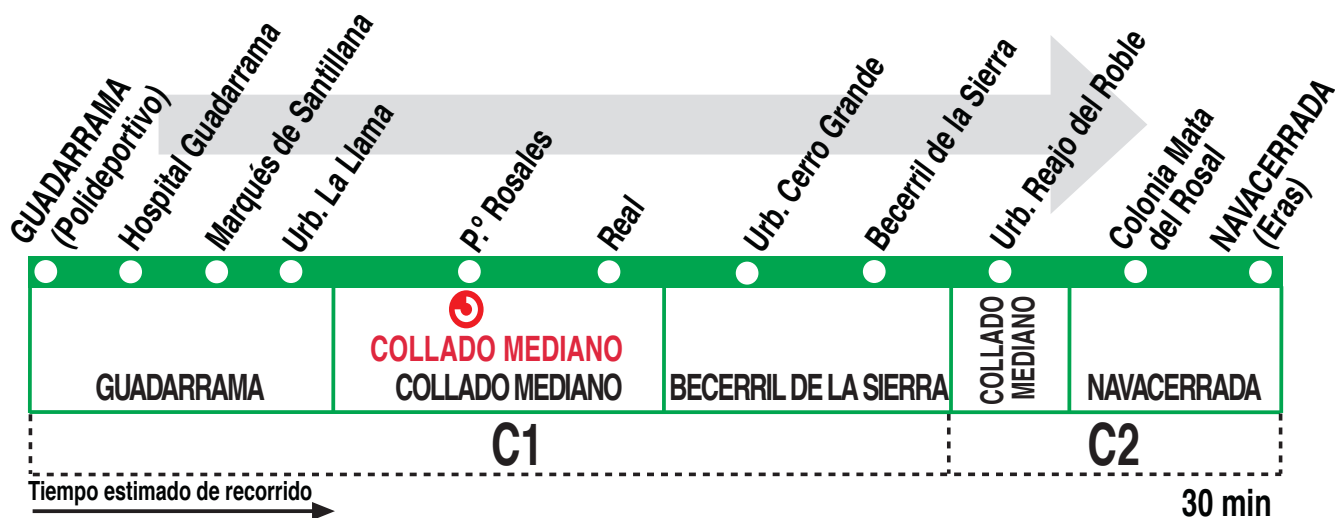 GUADARRAMA
(Polideportivo)
Hospital Guadarrama
Marqués de Santillana
Urb. La Llama
P.º Rosales
Real
Urb. Cerro Grande
Becerril de la Sierra
Urb. Reajo del Roble
Colonia Mata
del Rosal
NAVACERRADA
(Eras)
COLLADO MEDIANO
GUADARRAMA
COLLADO MEDIANO
BECERRIL DE LA SIERRA
COLLADO
MEDIANO
NAVACERRADA
C1
C2
Tiempo estimado de recorrido
30 min